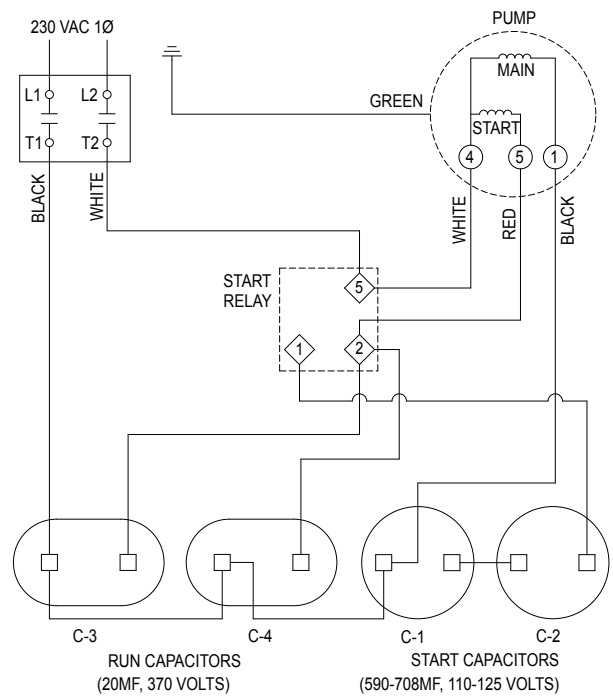 230 VAC 1Ø
PUMP
L1
L2
T1
T2
BLACK
WHITE
GREEN
MAIN
START
4
5
1
WHITE
RED
BLACK
START
RELAY
5
1
2
C-3
C-4
C-1
C-2
RUN CAPACITORS
(20MF, 370 VOLTS)
START CAPACITORS
(590-708MF, 110-125 VOLTS)